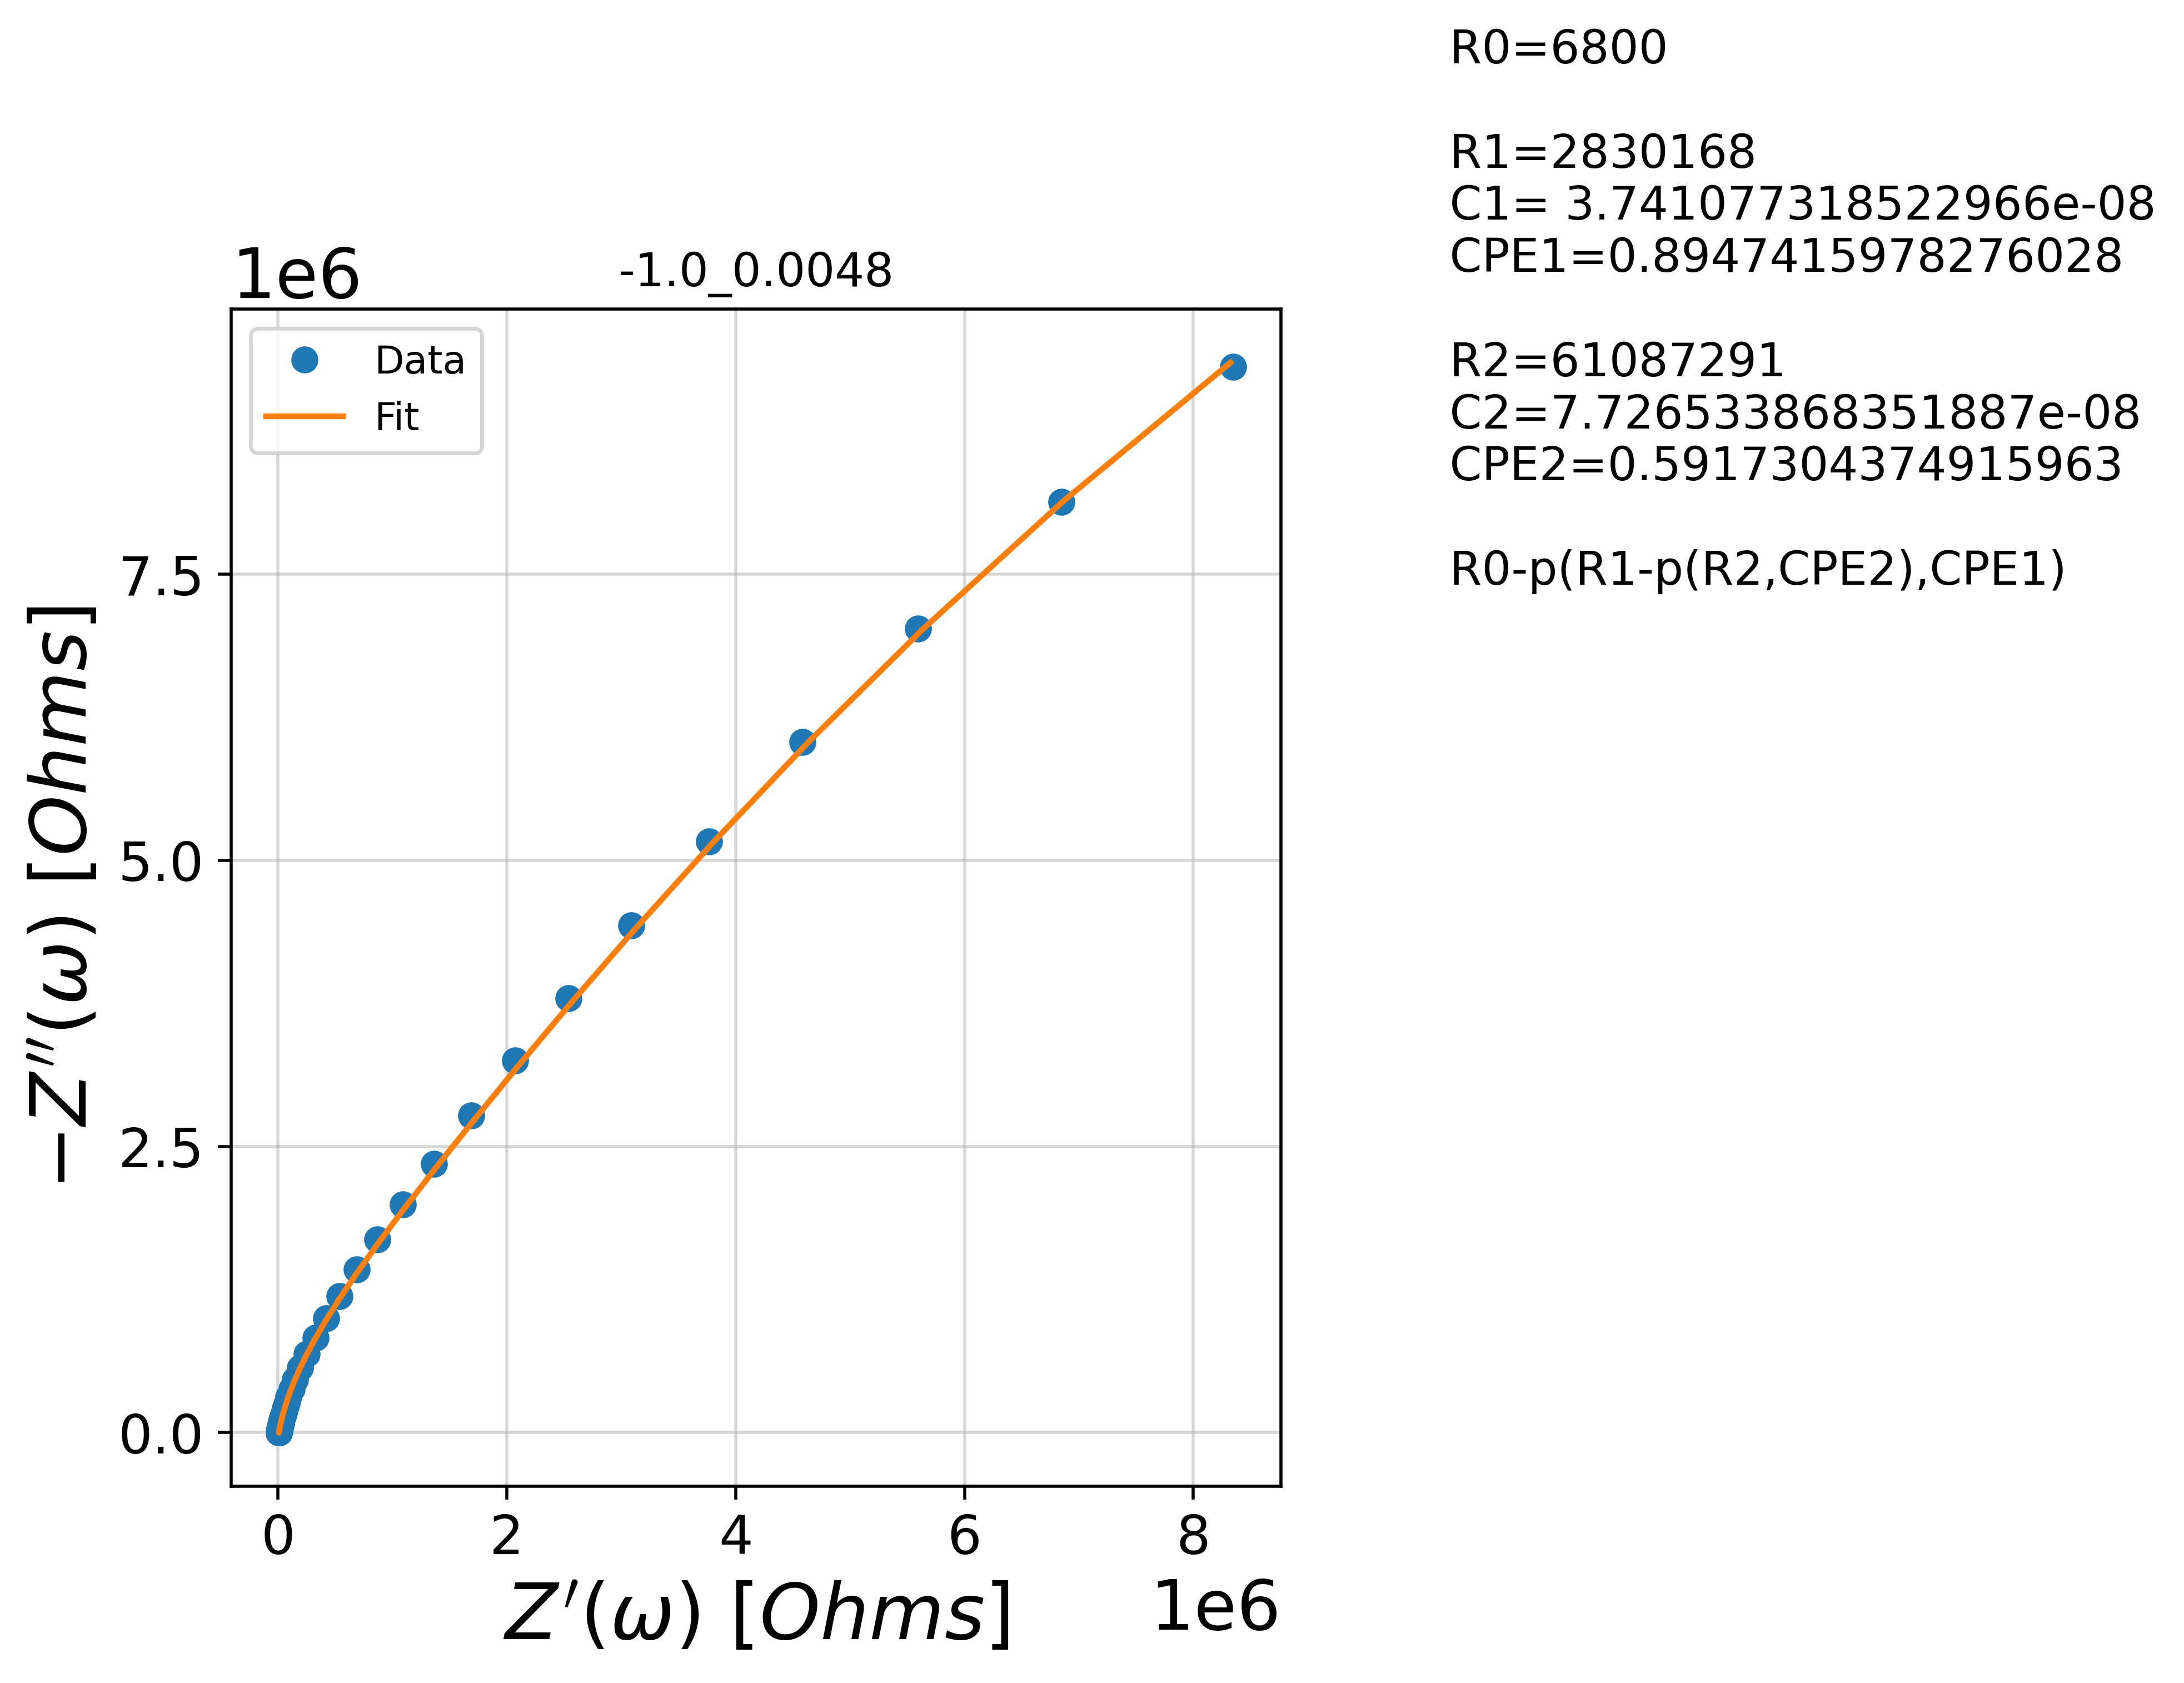 R0=6800
R1=2830168
C1= 3.741077318522966e-08
CPE1=0.8947415978276028
R2=61087291
C2=7.726533868351887e-08
CPE2=0.5917304374915963
R0-p(R1-p(R2,CPE2),CPE1)
1e6
-1.0_0.0048
Data
Fit
7.5
5.0
2.5
0.0
−Z′′(ω) [Ohms]
0 2 4 6 8
Z′(ω) [Ohms]
1e6